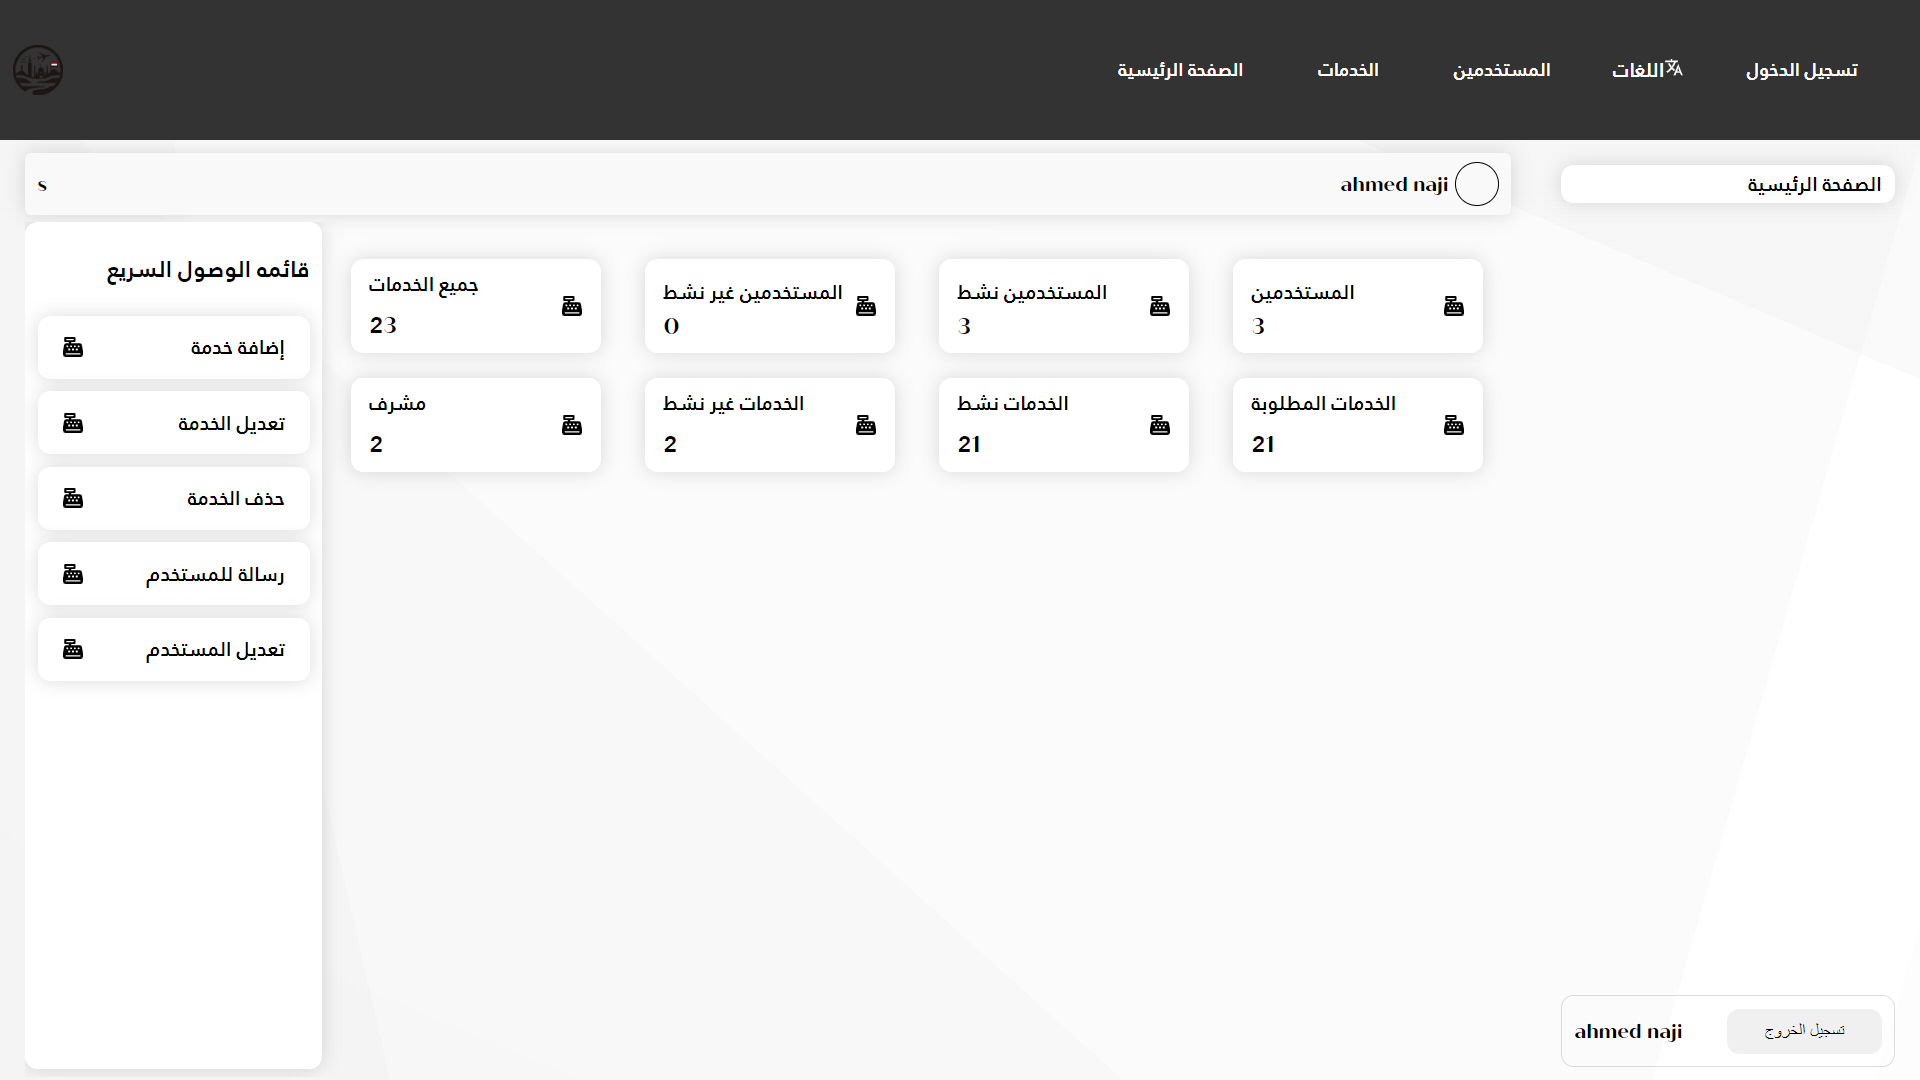 تسجيل الدخول
اللغات
المستخدمين
الخدمات
الصفحة الرئيسية
الصفحة الرئيسية
ahmed naji
s
المستخدمين
3
المستخدمين نشط
3
المستخدمين غير نشط
0
جميع الخدمات
23
الخدمات المطلوبة
21
الخدمات نشط
21
الخدمات غير نشط
2
مشرف
2
قائمه الوصول السريع
إضافة خدمة
تعديل الخدمة
حذف الخدمة
رسالة للمستخدم
تعديل المستخدم
تسجيل الخروج
ahmed naji